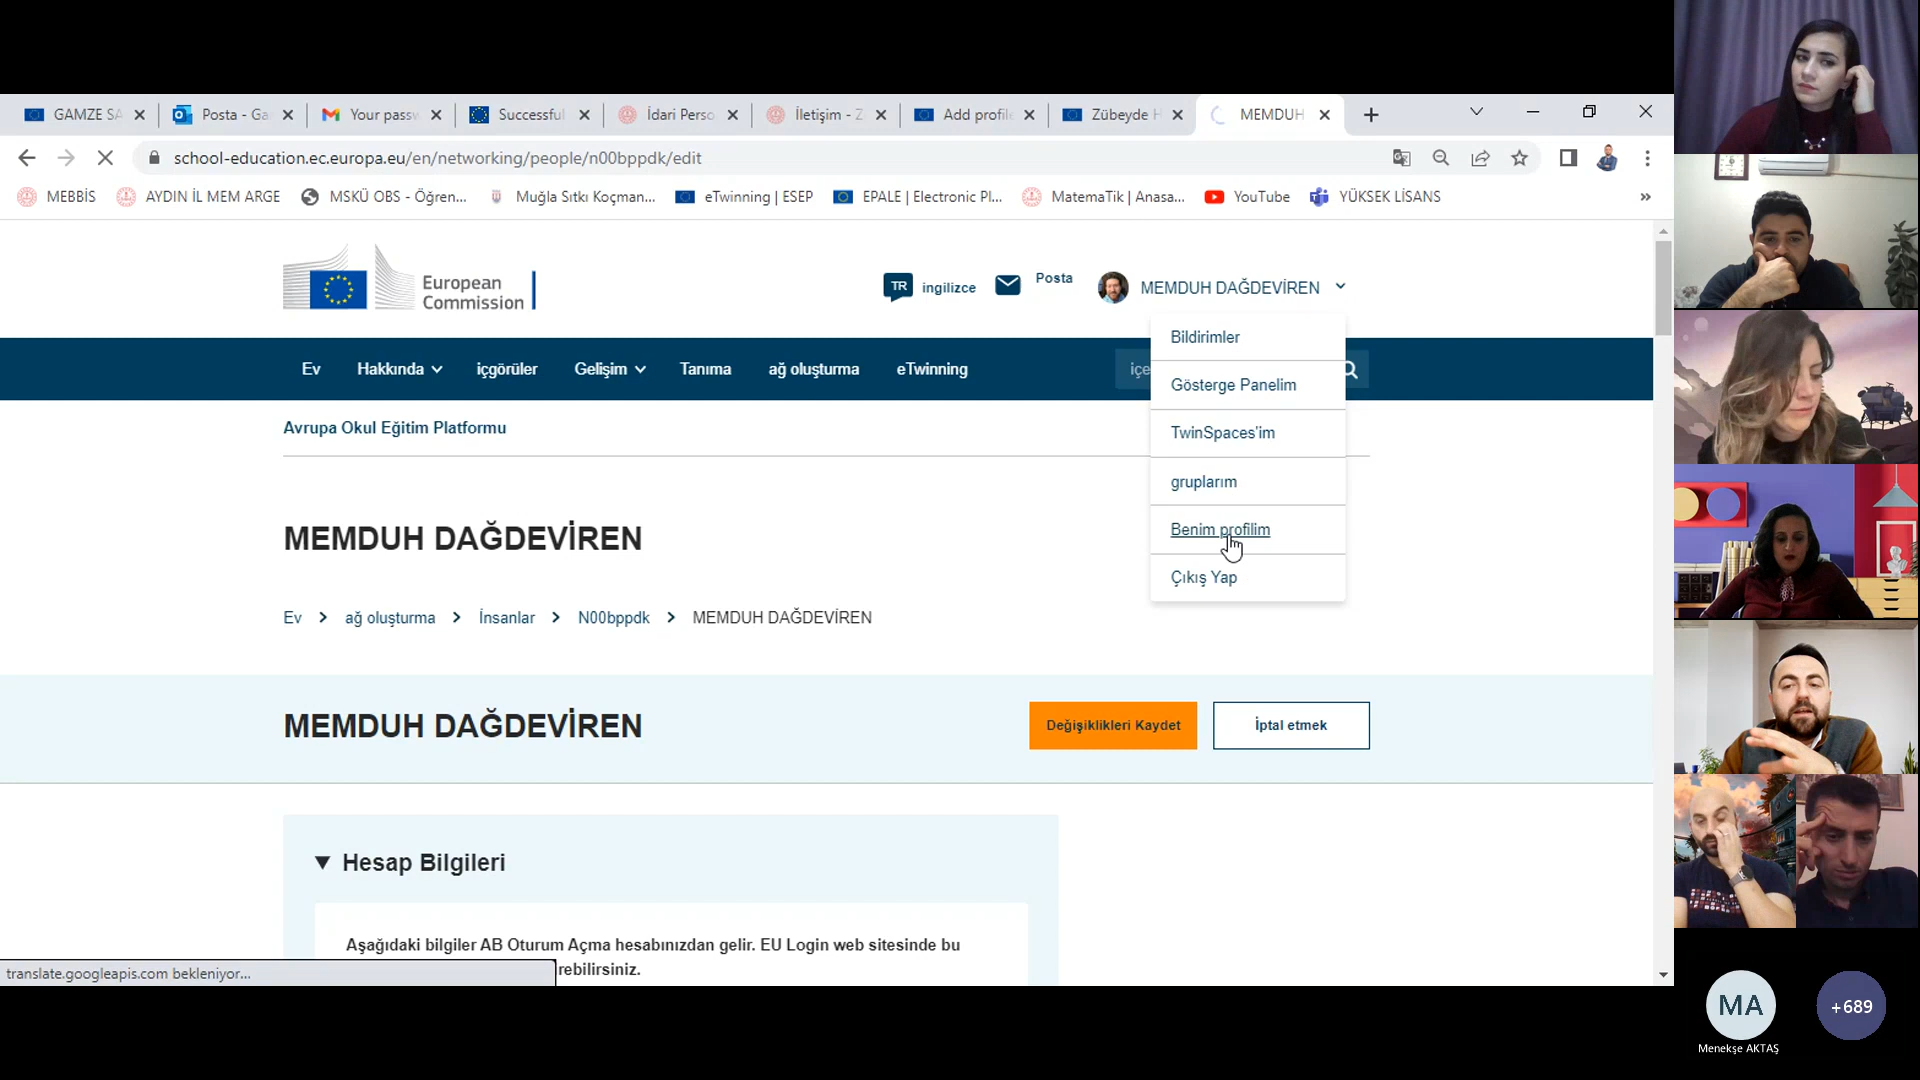 GAMZE SA
Posta - Ga
Your passw
Successful
İdari Perso
İletişim - Z
Add profile
Zübeyde H
MEMDUH
school-education.ec.europa.eu/en/networking/people/n00bppdk/edit
MEBBİS
AYDIN İL MEM ARGE
MSKÜ OBS - Öğren...
Muğla Sıtkı Koçman...
eTwinning | ESEP
EPALE | Electronic Pl...
MatemaTik | Anasa...
YouTube
YÜKSEK LİSANS
»
European
Commission
TR ingilizce
Posta
MEMDUH DAĞDEVİREN
Bildirimler
Gösterge Panelim
TwinSpaces'im
gruplarım
Benim profilim
Çıkış Yap
Ev
Hakkında
içgörüler
Gelişim
Tanıma
ağ oluşturma
eTwinning
içe
Avrupa Okul Eğitim Platformu
MEMDUH DAĞDEVİREN
Ev > ağ oluşturma > İnsanlar > N00bppdk > MEMDUH DAĞDEVİREN
MEMDUH DAĞDEVİREN
Değişiklikleri Kaydet
İptal etmek
Hesap Bilgileri
Aşağıdaki bilgiler AB Oturum Açma hesabınızdan gelir. EU Login web sitesinde bu
rebilirsiniz.
translate.googleapis.com bekleniyor...
MA
Menekşe AKTAŞ
+689